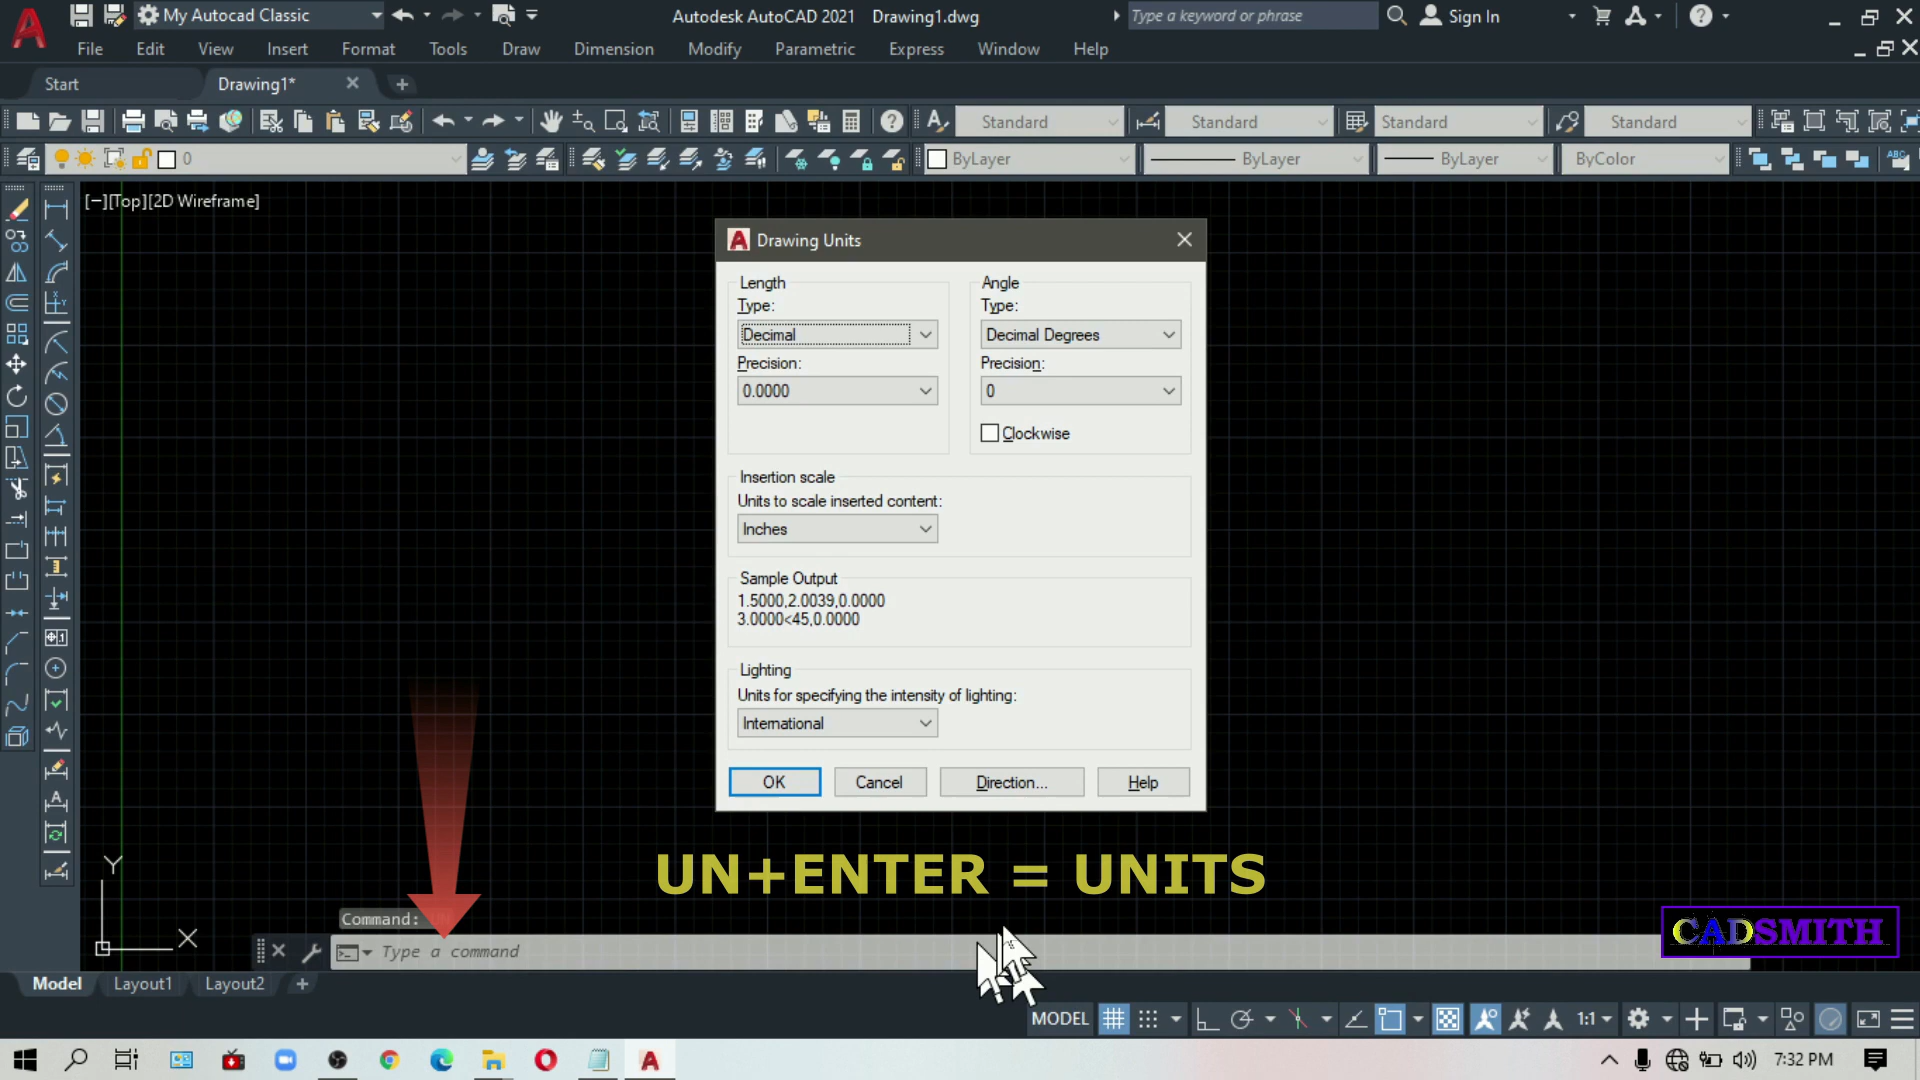 My Autocad Classic
Autodesk AutoCAD 2021 Drawing1.dwg
Type a keyword or phrase
Sign In
File Edit View Insert Format Tools Draw Dimension Modify Parametric Express Window Help
Start
Drawing1*
Standard Standard Standard Standard
0
ByLayer ByLayer ByLayer ByColor
[−][Top][2D Wireframe]
Drawing Units
Length
Type:
Decimal
Precision:
0.0000
Angle
Type:
Decimal Degrees
Precision:
0
Clockwise
Insertion scale
Units to scale inserted content:
Inches
Sample Output
1.5000,2.0039,0.0000
3.0000<45,0.0000
Lighting
Units for specifying the intensity of lighting:
International
OK Cancel Direction... Help
UN+ENTER = UNITS
Y
X
Command:
Type a command
CADSMITH
Model Layout1 Layout2
MODEL
1:1
7:32 PM